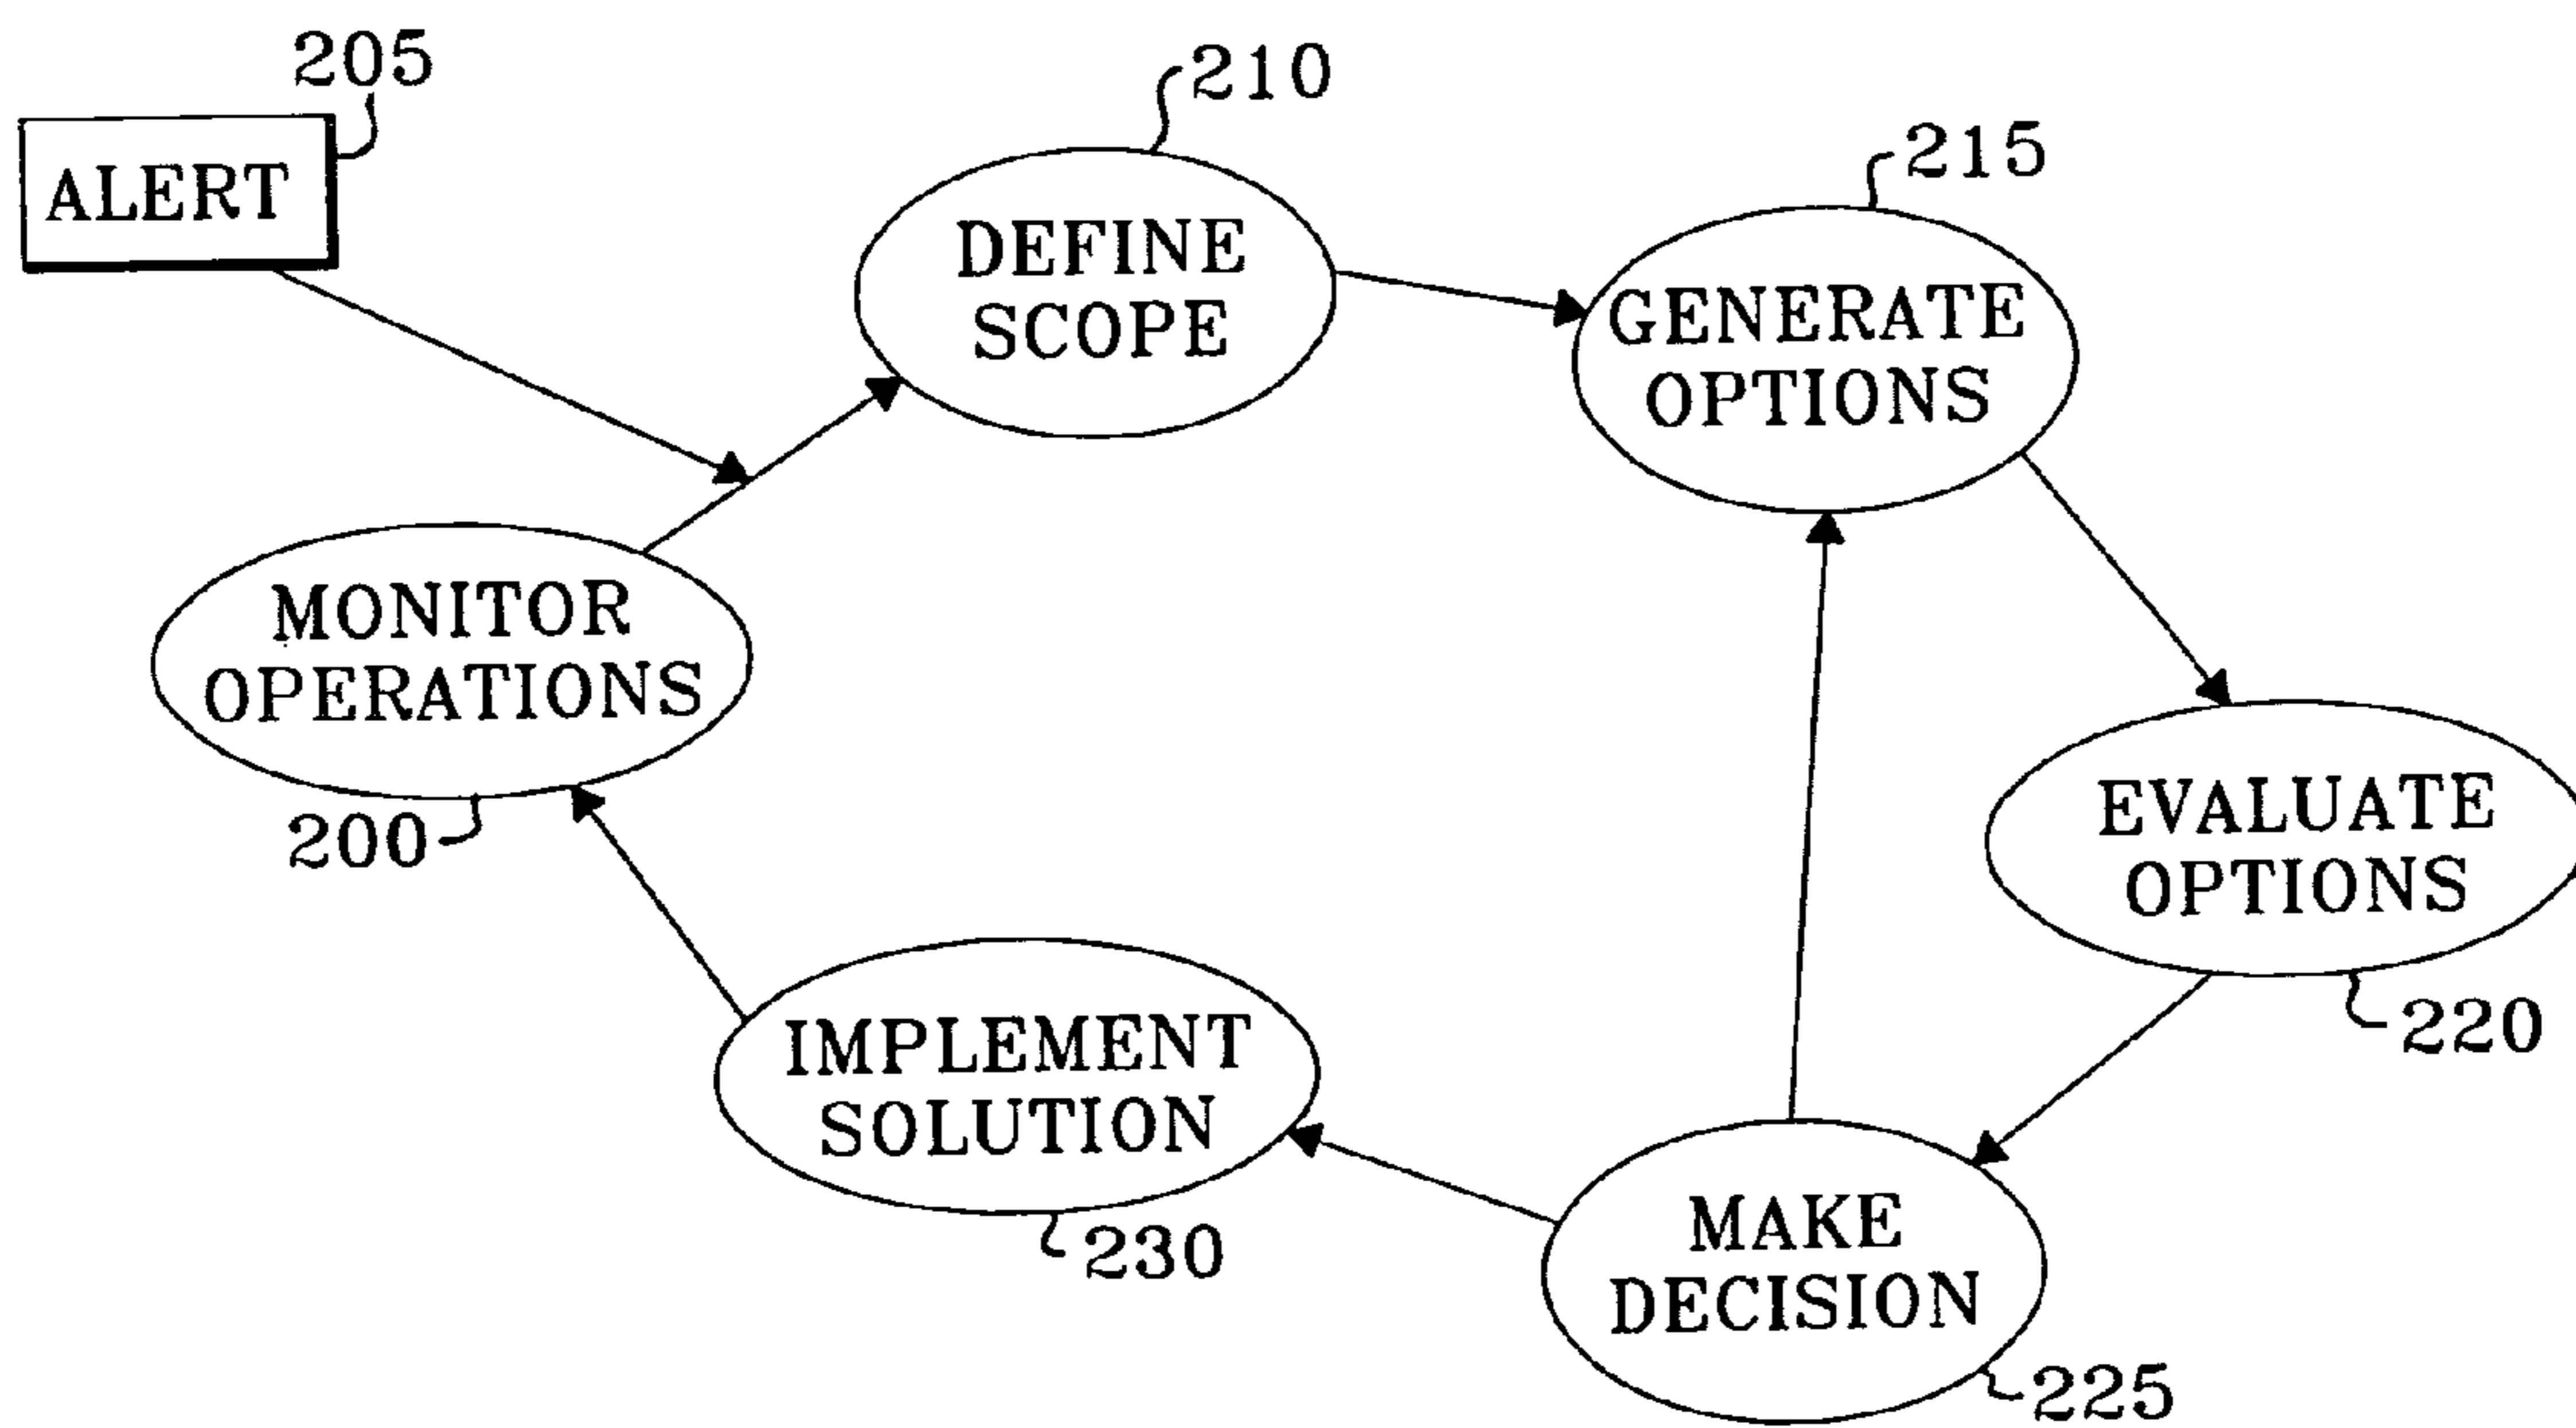 205
ALERT
210
DEFINE
SCOPE
215
GENERATE
OPTIONS
MONITOR
OPERATIONS
200
EVALUATE
OPTIONS
220
IMPLEMENT
SOLUTION
230
MAKE
DECISION
225